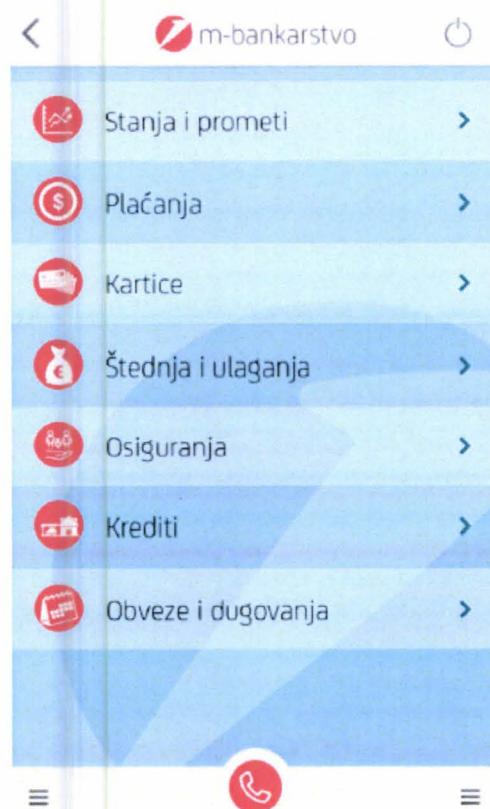 m-bankarstvo
Stanja i prometi
Plaćanja
Kartice
Štednja i ulaganja
Osiguranja
Krediti
Obveze i dugovanja